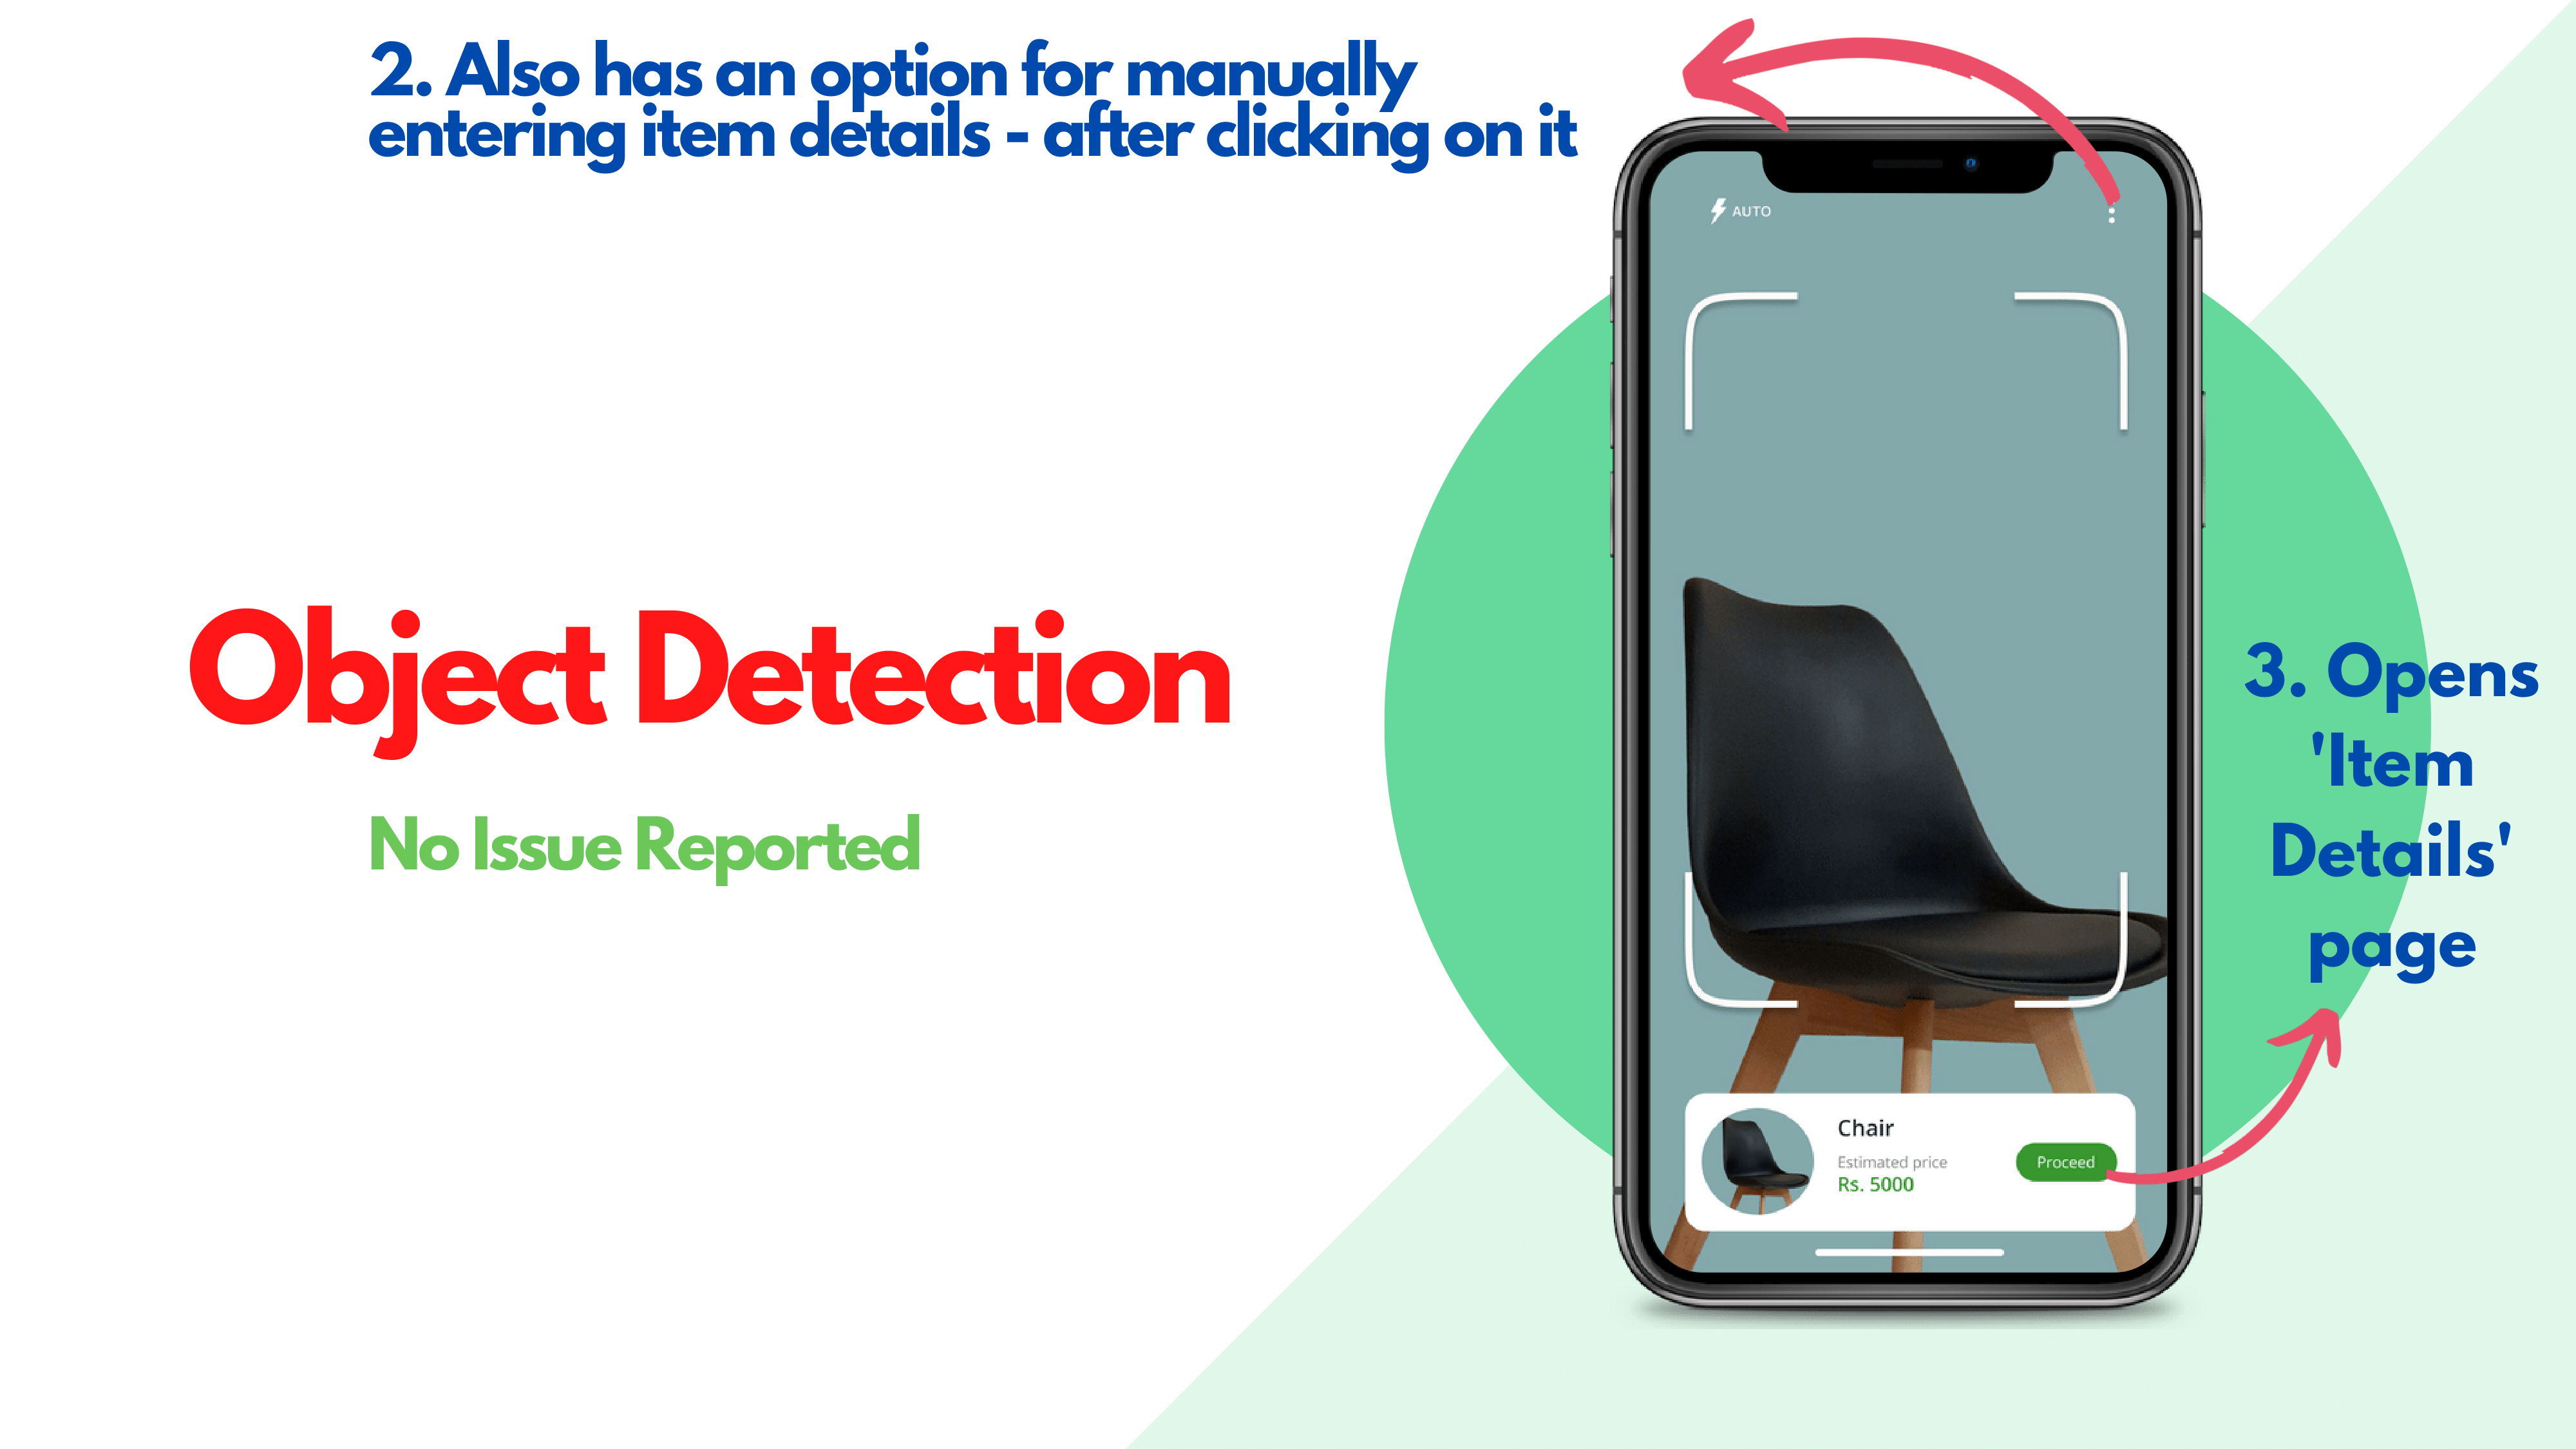 2. Also has an option for manually
entering item details - after clicking on it
AUTO
Object Detection
No Issue Reported
3. Opens
'Item
Details'
page
Chair
Estimated price
Rs. 5000
Proceed